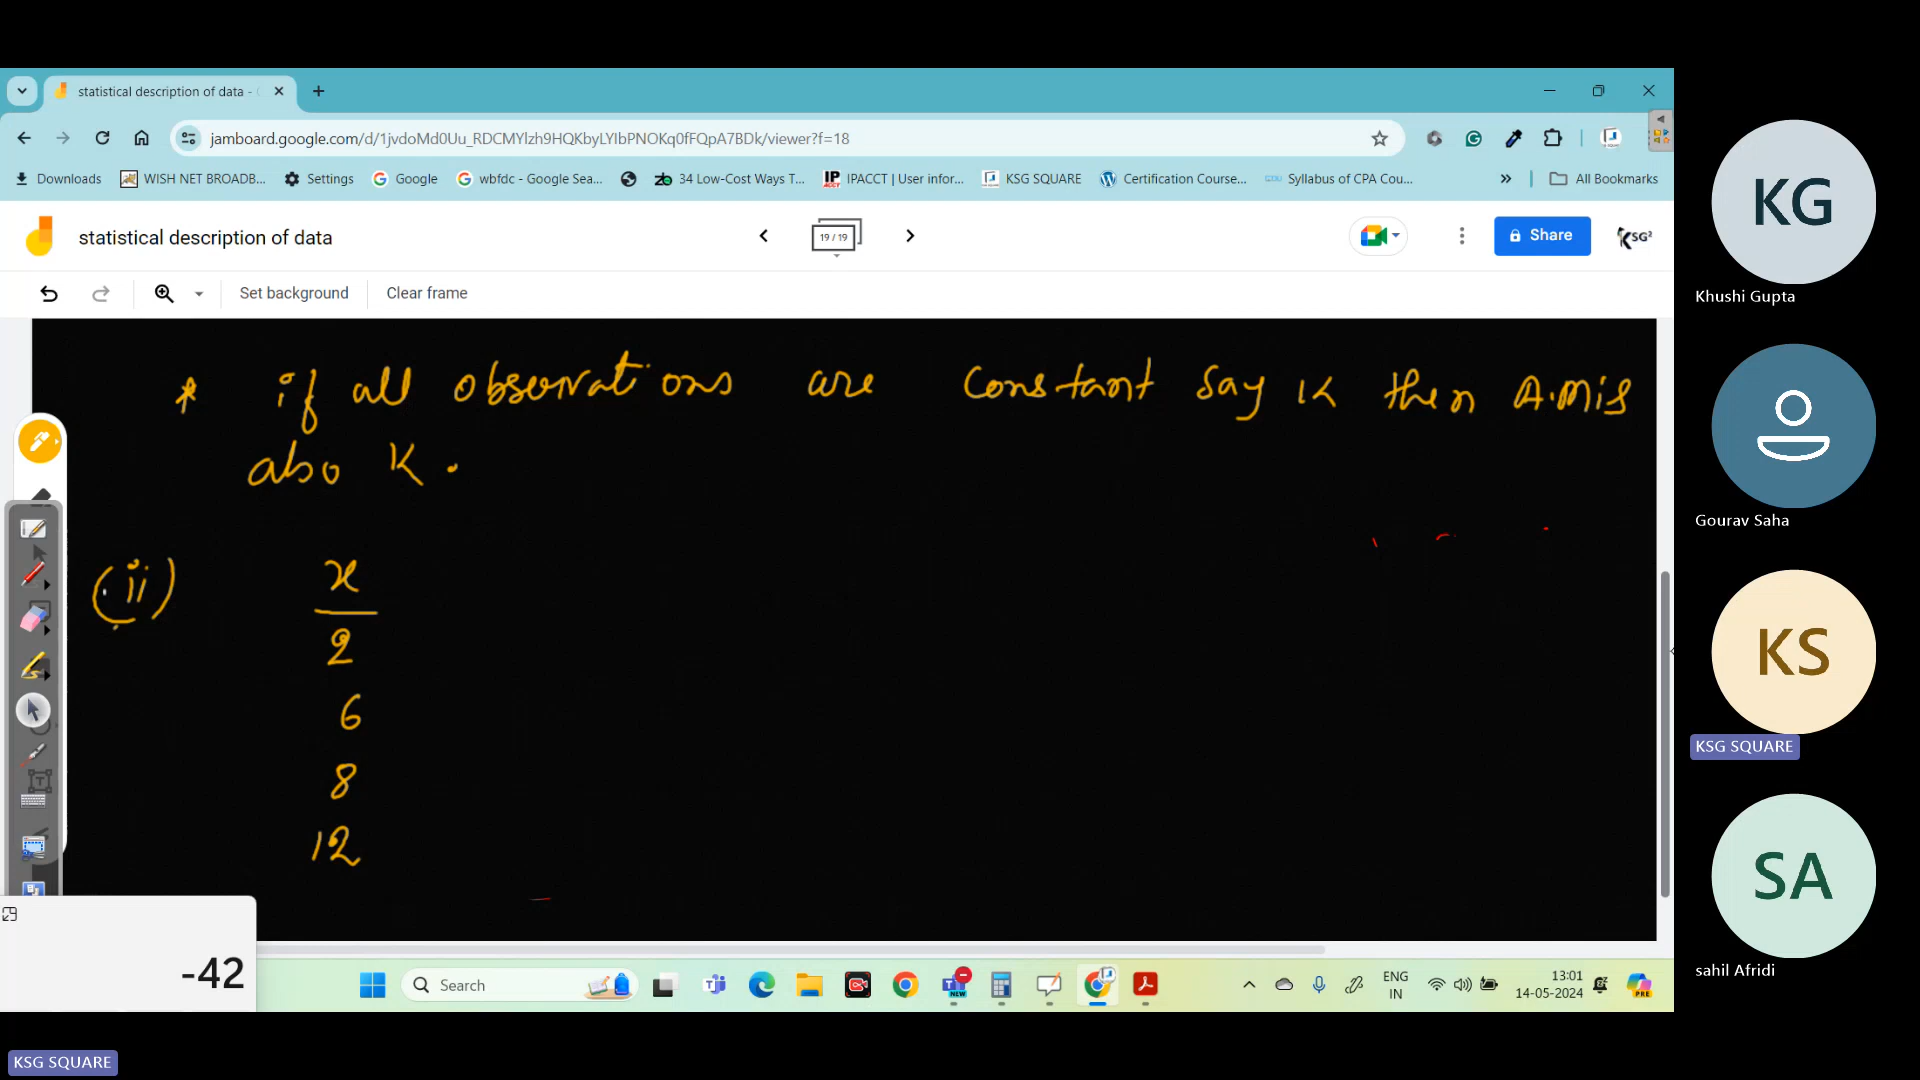 statistical description of data -
jamboard.google.com/d/1jvdoMd0Uu_RDCMYlzh9HQKbyLYIbPNOKq0fFQpA7BDk/viewer?f=18
Downloads WISH NET BROADB... Settings Google wbfdc - Google Sea... 34 Low-Cost Ways T... IPACCT | User infor... KSG SQUARE Certification Course... Syllabus of CPA Cou... » All Bookmarks
statistical description of data
19 / 19
Share
KSG²
Set background Clear frame
* if all observations are constant say K then A.M is
also K.
(ii) x
2
6
8
12
-42
Search
ENG
IN
13:01
14-05-2024
KG
Khushi Gupta
Gourav Saha
KS
KSG SQUARE
SA
sahil Afridi
KSG SQUARE